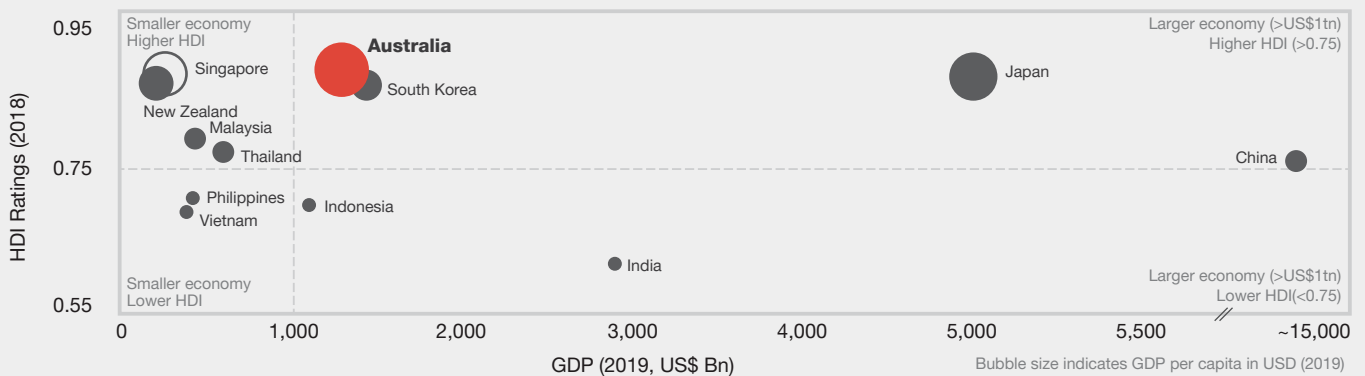 0.95
0.75
0.55
HDI Ratings (2018)
Smaller economy
Higher HDI
Larger economy (>US$1tn)
Higher HDI (>0.75)
Australia
Singapore
South Korea
Japan
New Zealand
Malaysia
Thailand
China
Philippines
Vietnam
Indonesia
India
Smaller economy
Lower HDI
Larger economy (>US$1tn)
Lower HDI(<0.75)
0
1,000
2,000
3,000
4,000
5,000
5,500
~15,000
GDP (2019, US$ Bn)
Bubble size indicates GDP per capita in USD (2019)